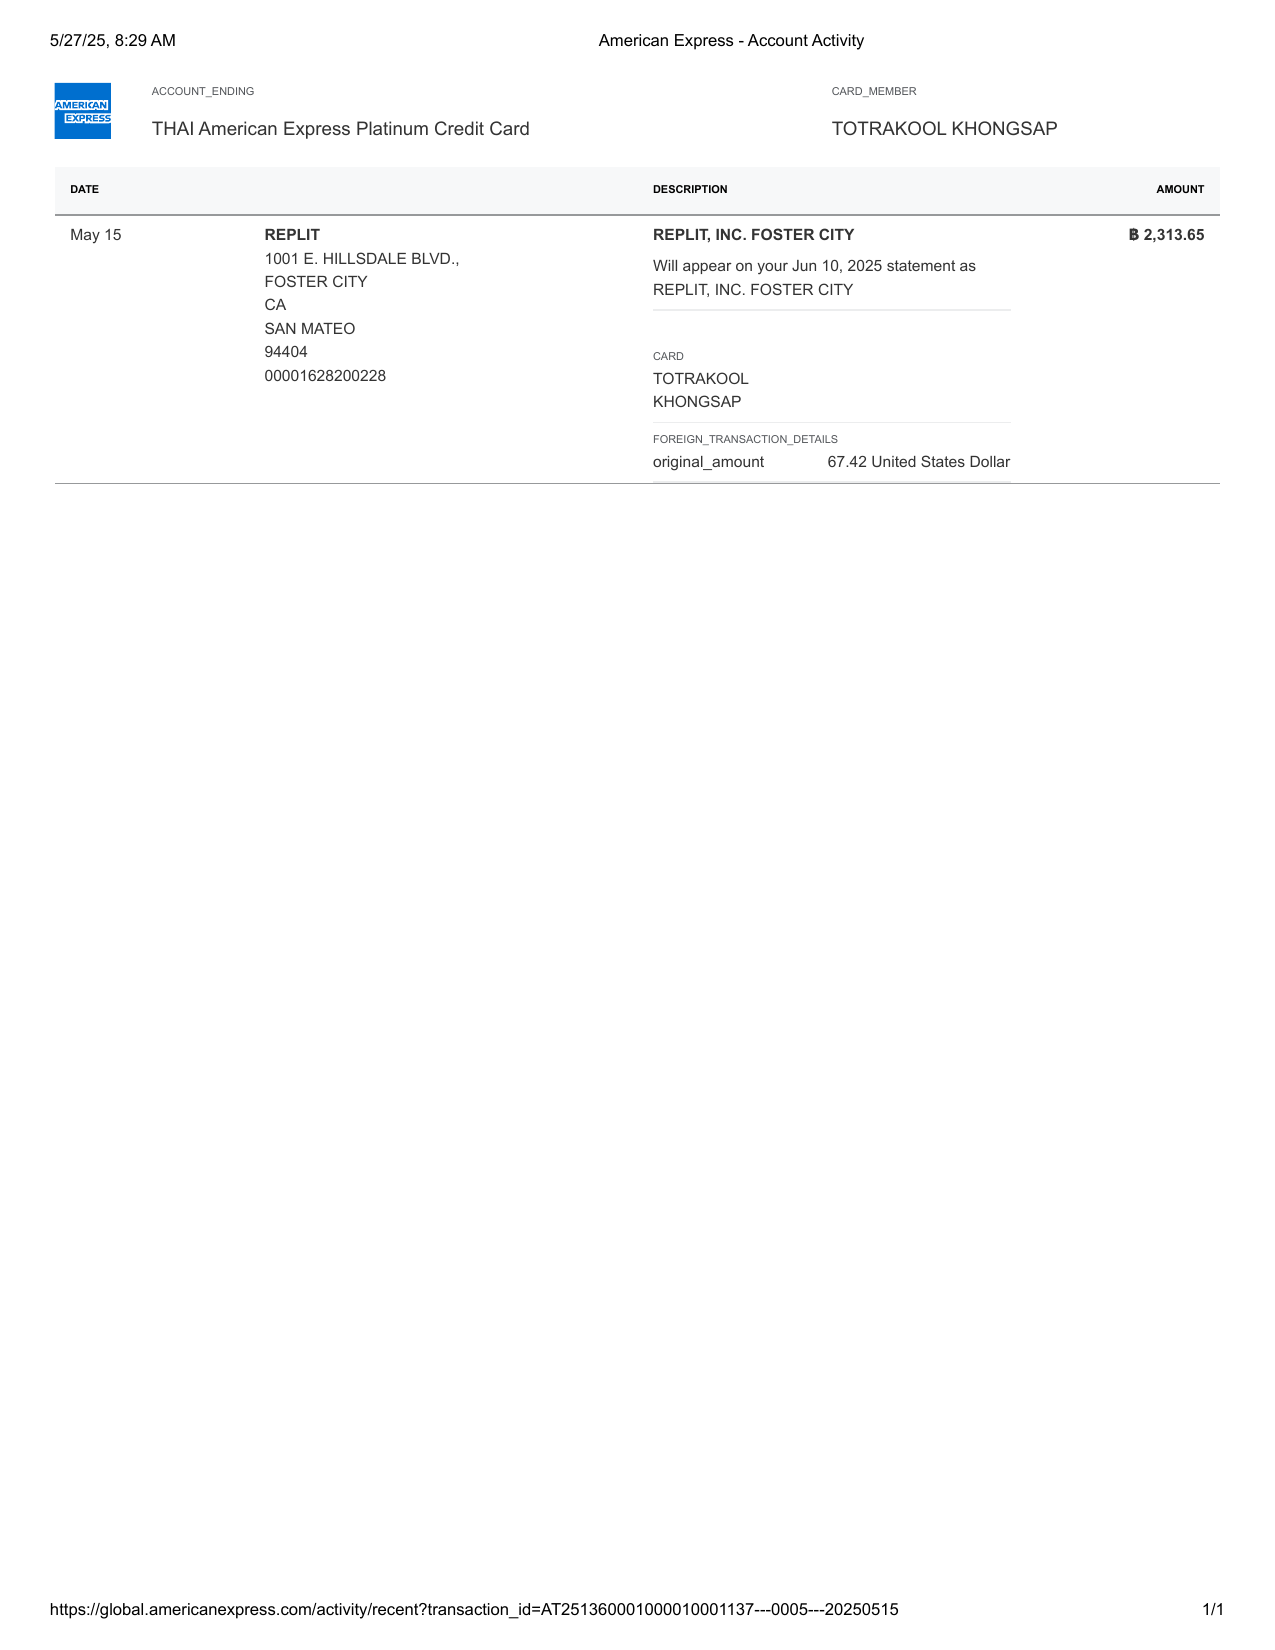 5/27/25, 8:29 AM American Express - Account Activity
AMERICAN
EXPRESS
ACCOUNT_ENDING CARD_MEMBER
THAI American Express Platinum Credit Card TOTRAKOOL KHONGSAP
DATE DESCRIPTION AMOUNT
May 15 REPLIT REPLIT, INC. FOSTER CITY ฿ 2,313.65
1001 E. HILLSDALE BLVD.,
FOSTER CITY
CA
SAN MATEO
94404
00001628200228
Will appear on your Jun 10, 2025 statement as
REPLIT, INC. FOSTER CITY
CARD
TOTRAKOOL
KHONGSAP
FOREIGN_TRANSACTION_DETAILS
original_amount 67.42 United States Dollar
https://global.americanexpress.com/activity/recent?transaction_id=AT251360001000010001137---0005---20250515 1/1